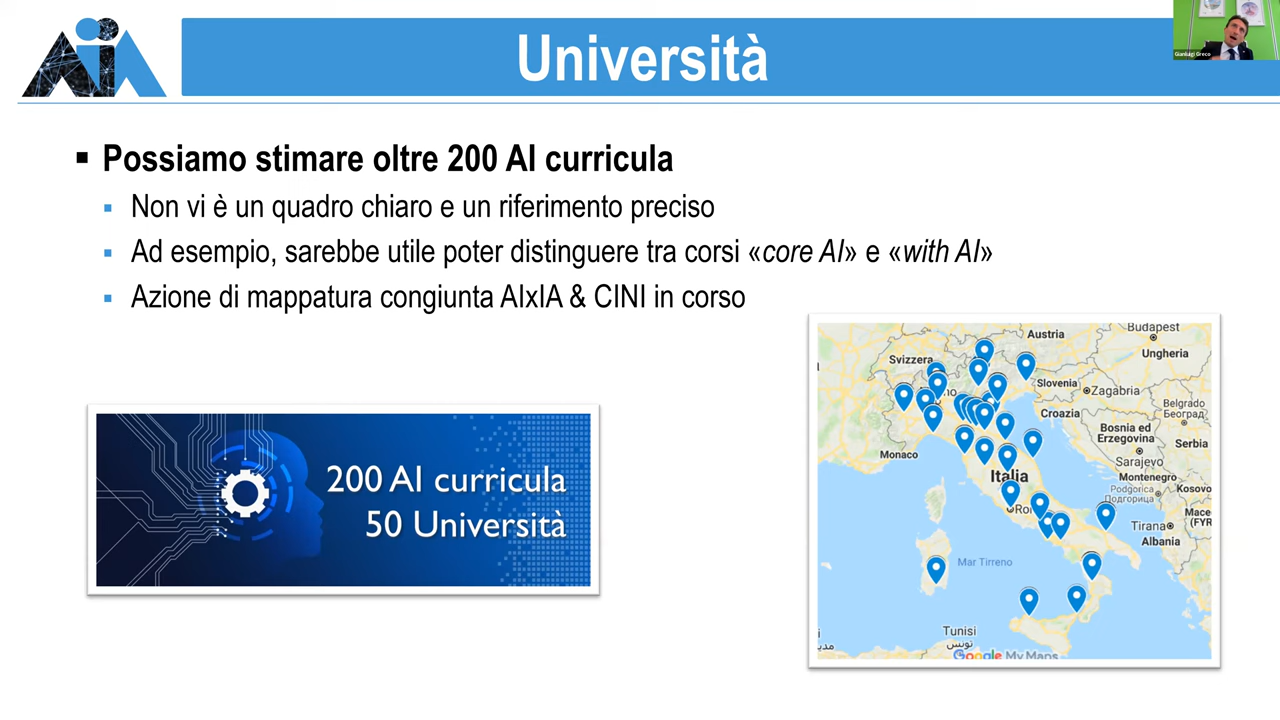 Università
Gianluigi Greco
Possiamo stimare oltre 200 AI curricula
Non vi è un quadro chiaro e un riferimento preciso
Ad esempio, sarebbe utile poter distinguere tra corsi «core AI» e «with AI»
Azione di mappatura congiunta AIxIA & CINI in corso
200 AI curricula
50 Università
Budapest
Austria
Ungheria
Svizzera
Slovenia
Zagabria
Croazia
Belgrado
Београд
Bosnia ed
Erzegovina
Serbia
Monaco
Sarajevo
Montenegro
Italia
Podgorica
Подгорица
Kosovo
Tirana
Albania
Mar Tirreno
Tunisi
تونس
Google My Maps